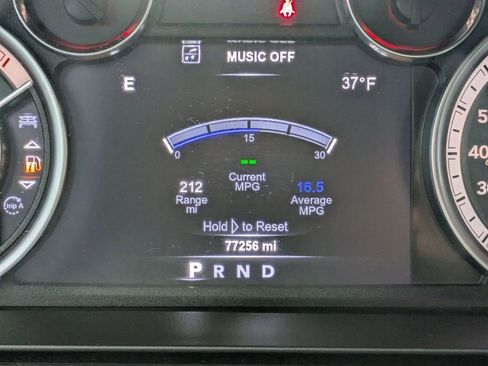 MUSIC OFF
E 37°F
0 15 30
212 Range mi
-- Current MPG
16.5 Average MPG
Hold ▷ to Reset
77256 mi
P R N D
trip A